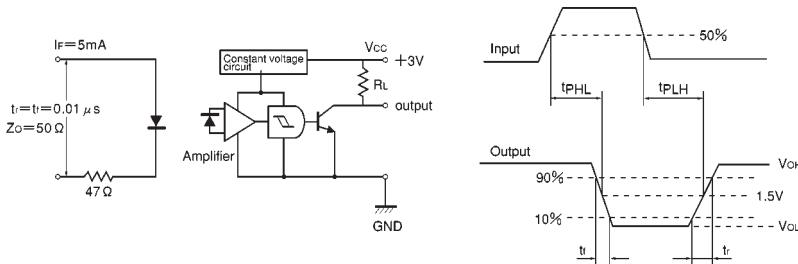 IF=5mA
tr=tf=0.01 μs
ZO=50 Ω
47 Ω
Constant voltage
circuit
VCC
+3V
RL
output
Amplifier
GND
Input
50%
tPHL
tPLH
Output
VOH
90%
1.5V
10%
VOL
tf
tr